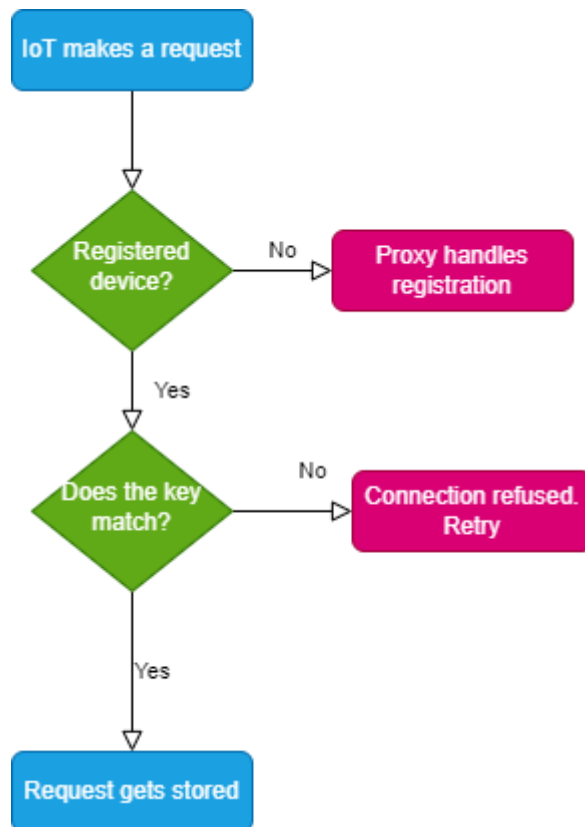 IoT makes a request
Registered
device?
No
Proxy handles
registration
Yes
Does the key
match?
No
Connection refused.
Retry
Yes
Request gets stored